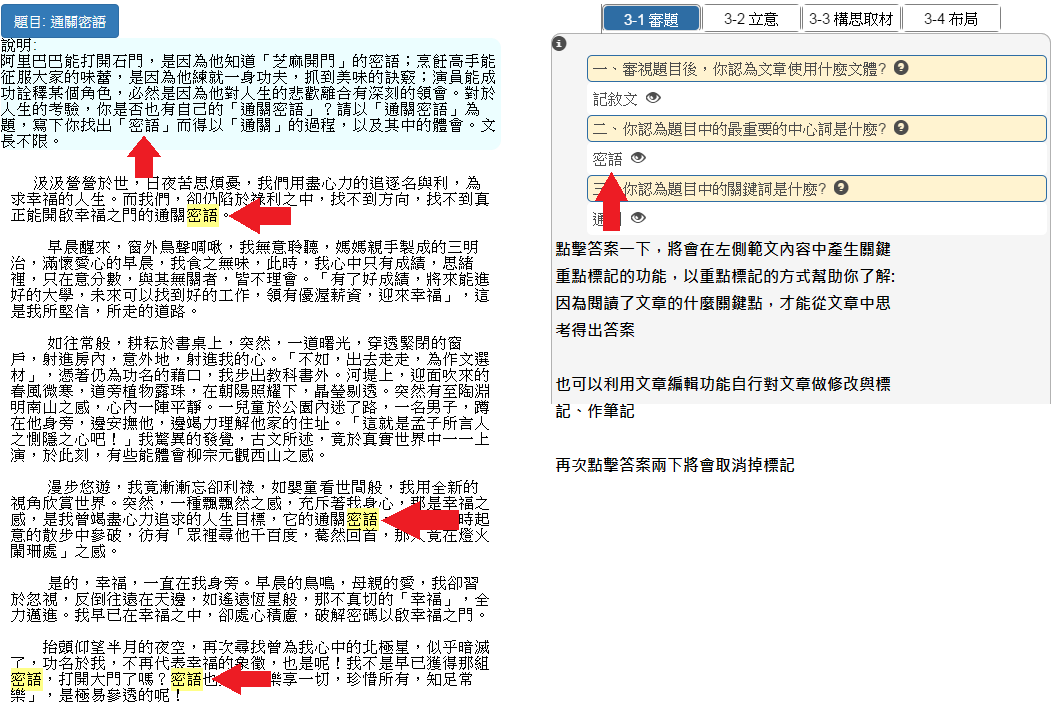 題目: 通關密語
說明:
阿里巴巴能打開石門，是因為他知道「芝麻開門」的密語；烹飪高手能
征服大家的味蕾，是因為他練就一身功夫，抓到美味的訣竅；演員能成
功詮釋某個角色，必然是因為他對人生的悲歡離合有深刻的領會。對於
人生的考驗，你是否也有自己的「通關密語」？請以「通關密語」為
題，寫下你找出「密語」而得以「通關」的過程，以及其中的體會。文
長不限。
汲汲營營於世，日夜苦思煩憂，我們用盡心力的追逐名與利，為
求幸福的人生。而我們，卻仍陷於祿利之中，找不到方向，找不到真
正能開啟幸福之門的通關密語。
早晨醒來，窗外鳥聲啁啾，我無意聆聽，媽媽親手製成的三明
治，滿懷愛心的早晨，我食之無味，此時，我心中只有成績，思緒
裡，只在意分數，與其無關者，皆不理會。「有了好成績，將來能進
好的大學，未來可以找到好的工作，領有優渥薪資，迎來幸福」，這
是我所堅信，所走的道路。
如往常般，耕耘於書桌上，突然，一道曙光，穿透緊閉的窗
戶，射進房內，意外地，射進我的心。「不如，出去走走，為作文選
材」，憑著仍為功名的藉口，我步出教科書外。河堤上，迎面吹來的
春風微寒，道旁植物露珠，在朝陽照耀下，晶瑩剔透。突然有至陶淵
明南山之感，心內一陣平靜。一兒童於公園內迷了路，一名男子，蹲
在他身旁，邊安撫他，邊竭力理解他家的住址。「這就是孟子所言人
之惻隱之心吧！」我驚異的發覺，古文所述，竟於真實世界中一一上
演，於此刻，有些能體會柳宗元觀西山之感。
漫步悠遊，我竟漸漸忘卻利祿，如嬰童看世間般，我用全新的
視角欣賞世界。突然，一種飄飄然之感，充斥著我身心，那是幸福之
感，是我曾竭盡心力追求的人生目標，它的通關密語 時起
意的散步中參破，彷有「眾裡尋他千百度，驀然回首，那人竟在燈火
闌珊處」之感。
是的，幸福，一直在我身旁。早晨的鳥鳴，母親的愛，我卻習
於忽視，反倒往遠在天邊，如遙遠恆星般，那不真切的「幸福」，全
力邁進。我早已在幸福之中，卻處心積慮，破解密碼以啟幸福之門。
抬頭仰望半月的夜空，再次尋找曾為我心中的北極星，似乎暗滅
了，功名於我，不再代表幸福的象徵，也是呢！我不是早已獲得那組
密語，打開大門了嗎？密語也 樂享一切，珍惜所有，知足常
樂」，是極易參透的呢！
3-1 審題
3-2 立意
3-3 構思取材
3-4 布局
一、審視題目後，你認為文章使用什麼文體?
記敘文
二、你認為題目中的最重要的中心詞是什麼?
密語
三、你認為題目中的關鍵詞是什麼?
通
點擊答案一下，將會在左側範文內容中產生關鍵
重點標記的功能，以重點標記的方式幫助你了解:
因為閱讀了文章的什麼關鍵點，才能從文章中思
考得出答案
也可以利用文章編輯功能自行對文章做修改與標
記、作筆記
再次點擊答案兩下將會取消掉標記